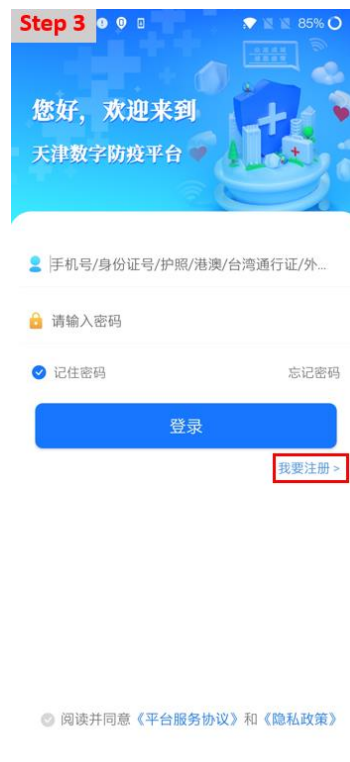 Step 3
85%
您好，欢迎来到
天津数字防疫平台
手机号/身份证号/护照/港澳/台湾通行证/外...
请输入密码
记住密码
忘记密码
登录
我要注册 >
阅读并同意《平台服务协议》和《隐私政策》